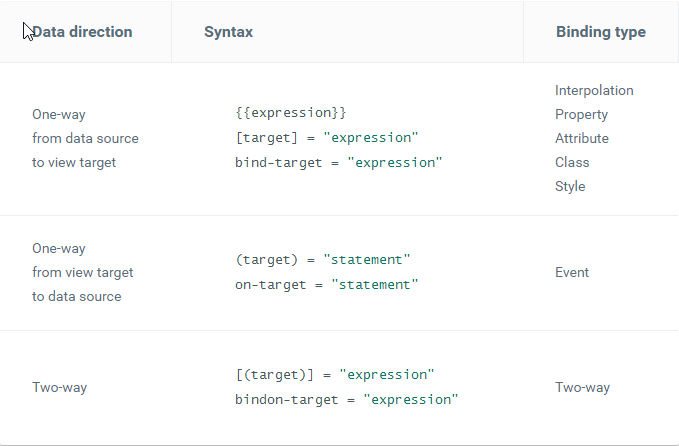 Data direction Syntax Binding type
One-way
from data source
to view target
{{expression}}
[target] = "expression"
bind-target = "expression"
Interpolation
Property
Attribute
Class
Style
One-way
from view target
to data source
(target) = "statement"
on-target = "statement"
Event
Two-way
[(target)] = "expression"
bindon-target = "expression"
Two-way